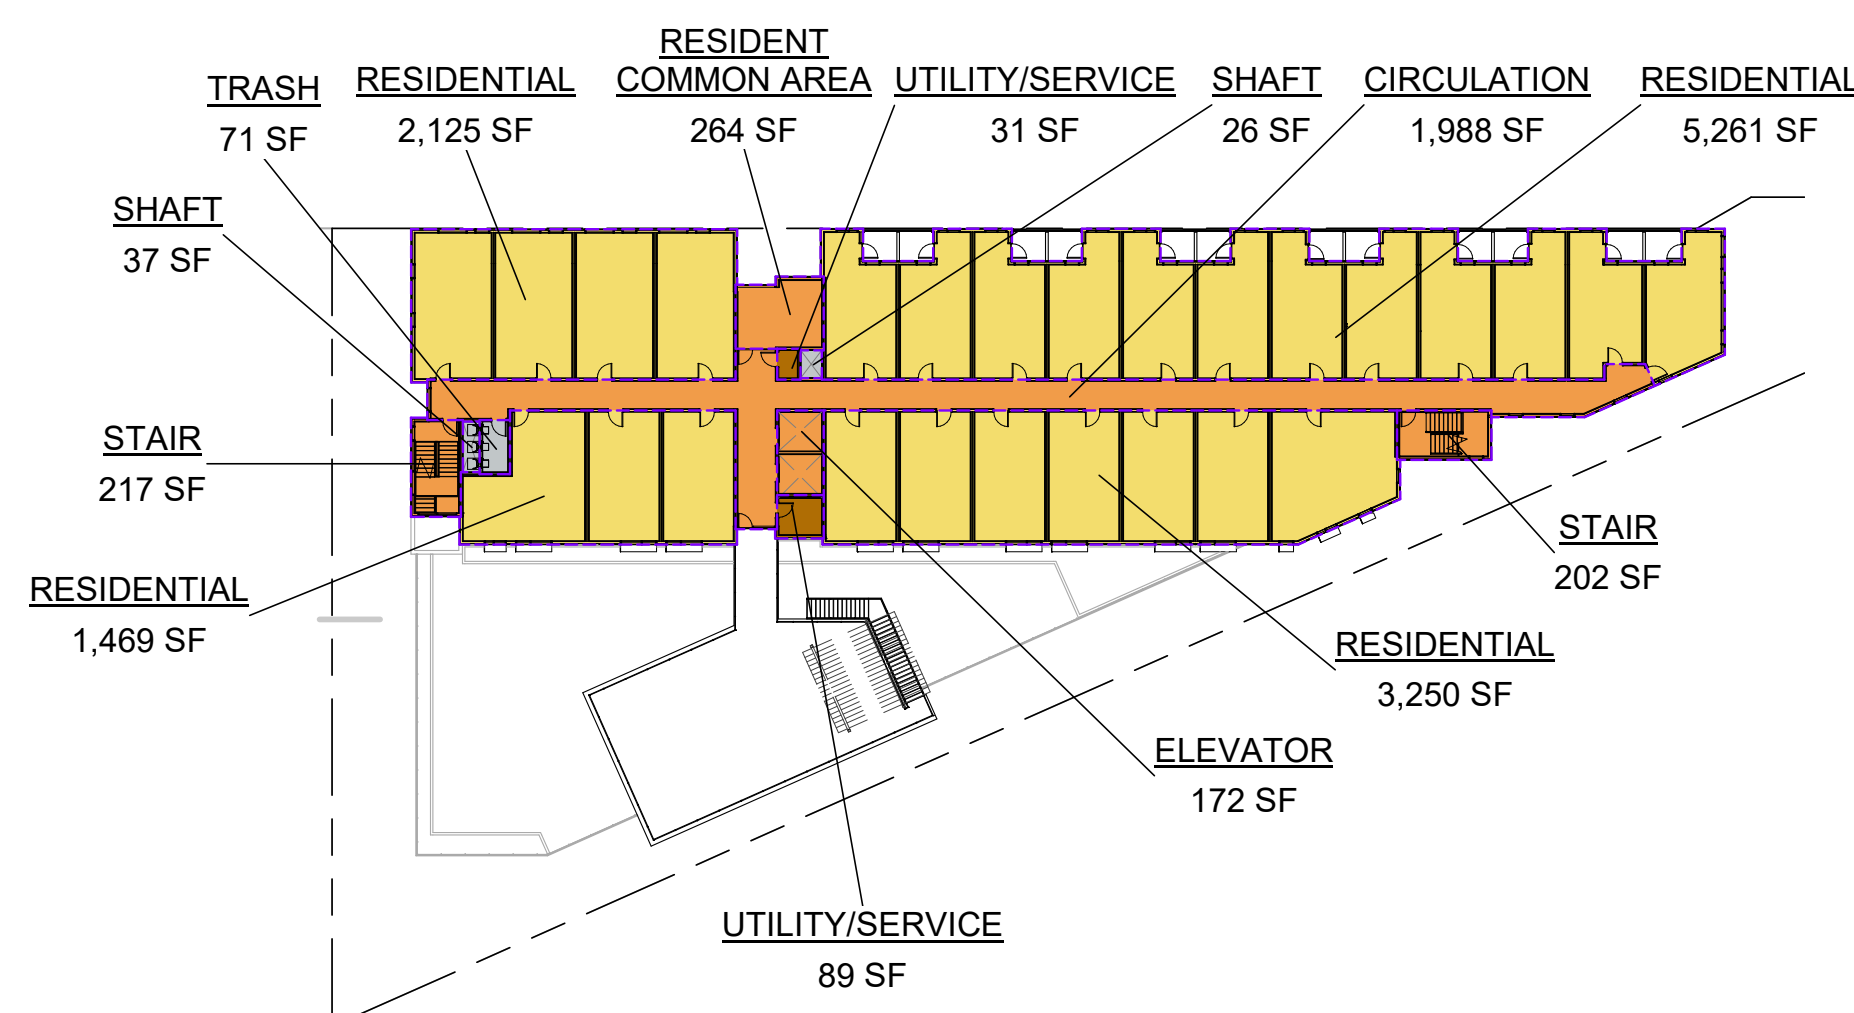 RESIDENT
COMMON AREA
264 SF
TRASH
71 SF
RESIDENTIAL
2,125 SF
UTILITY/SERVICE
31 SF
SHAFT
26 SF
CIRCULATION
1,988 SF
RESIDENTIAL
5,261 SF
SHAFT
37 SF
STAIR
217 SF
STAIR
202 SF
RESIDENTIAL
1,469 SF
RESIDENTIAL
3,250 SF
ELEVATOR
172 SF
UTILITY/SERVICE
89 SF